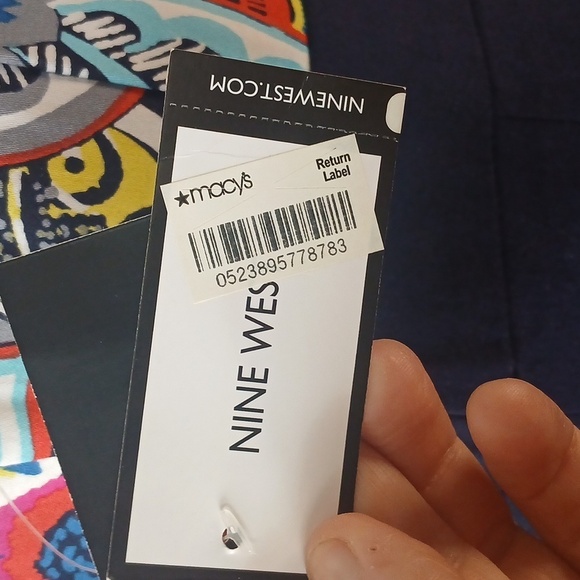 NINEWEST.COM
★macy's
Return
Label
0523895778783
NINE WES